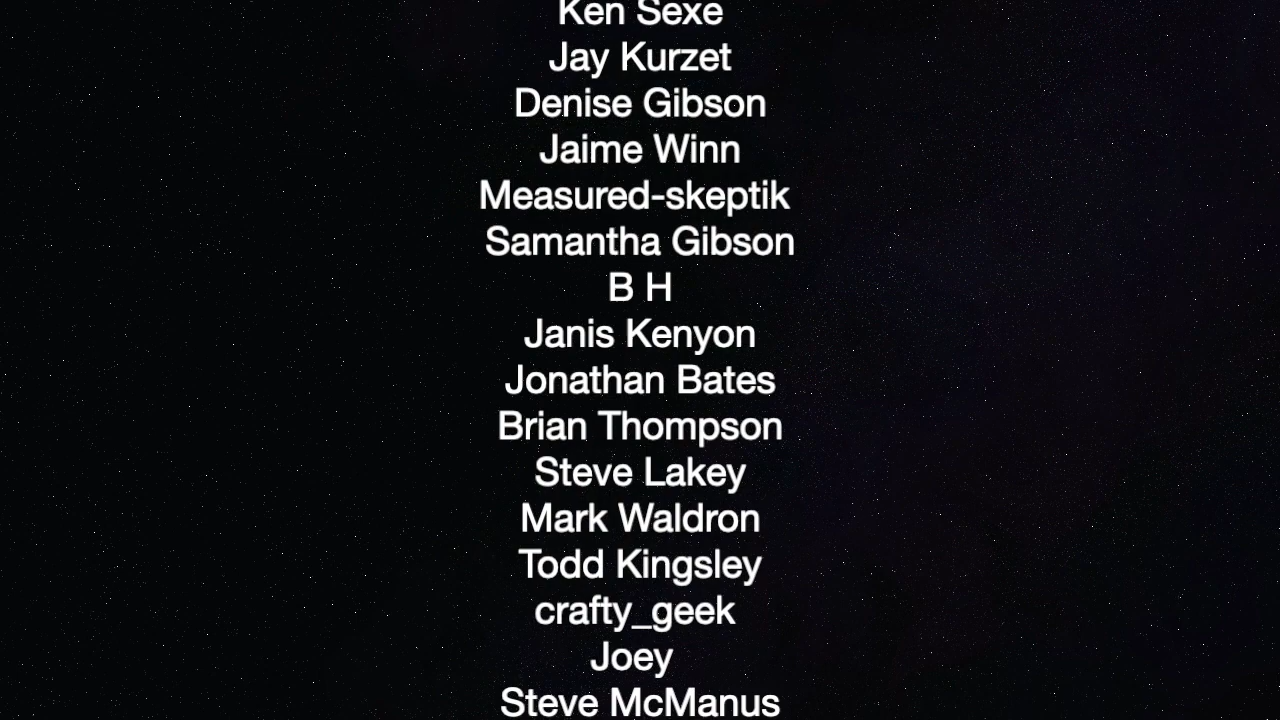 Ken Sexe
Jay Kurzet
Denise Gibson
Jaime Winn
Measured-skeptik
Samantha Gibson
B H
Janis Kenyon
Jonathan Bates
Brian Thompson
Steve Lakey
Mark Waldron
Todd Kingsley
crafty_geek
Joey
Steve McManus